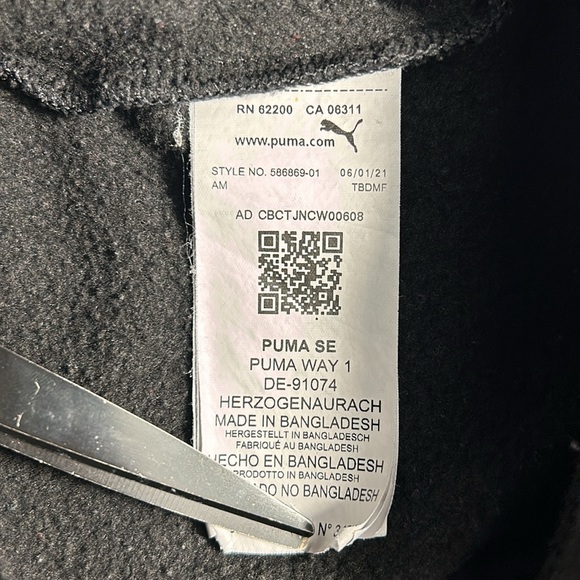 RN 62200 CA 06311
www.puma.com
STYLE NO. 586869-01 06/01/21
AM TBDMF
AD CBCTJNCW00608
PUMA SE
PUMA WAY 1
DE-91074
HERZOGENAURACH
MADE IN BANGLADESH
HERGESTELLT IN BANGLADESCH
FABRIQUÉ AU BANGLADESH
HECHO EN BANGLADESH
PRODOTTO IN BANGLADESH
NO BANGLADESH
N°